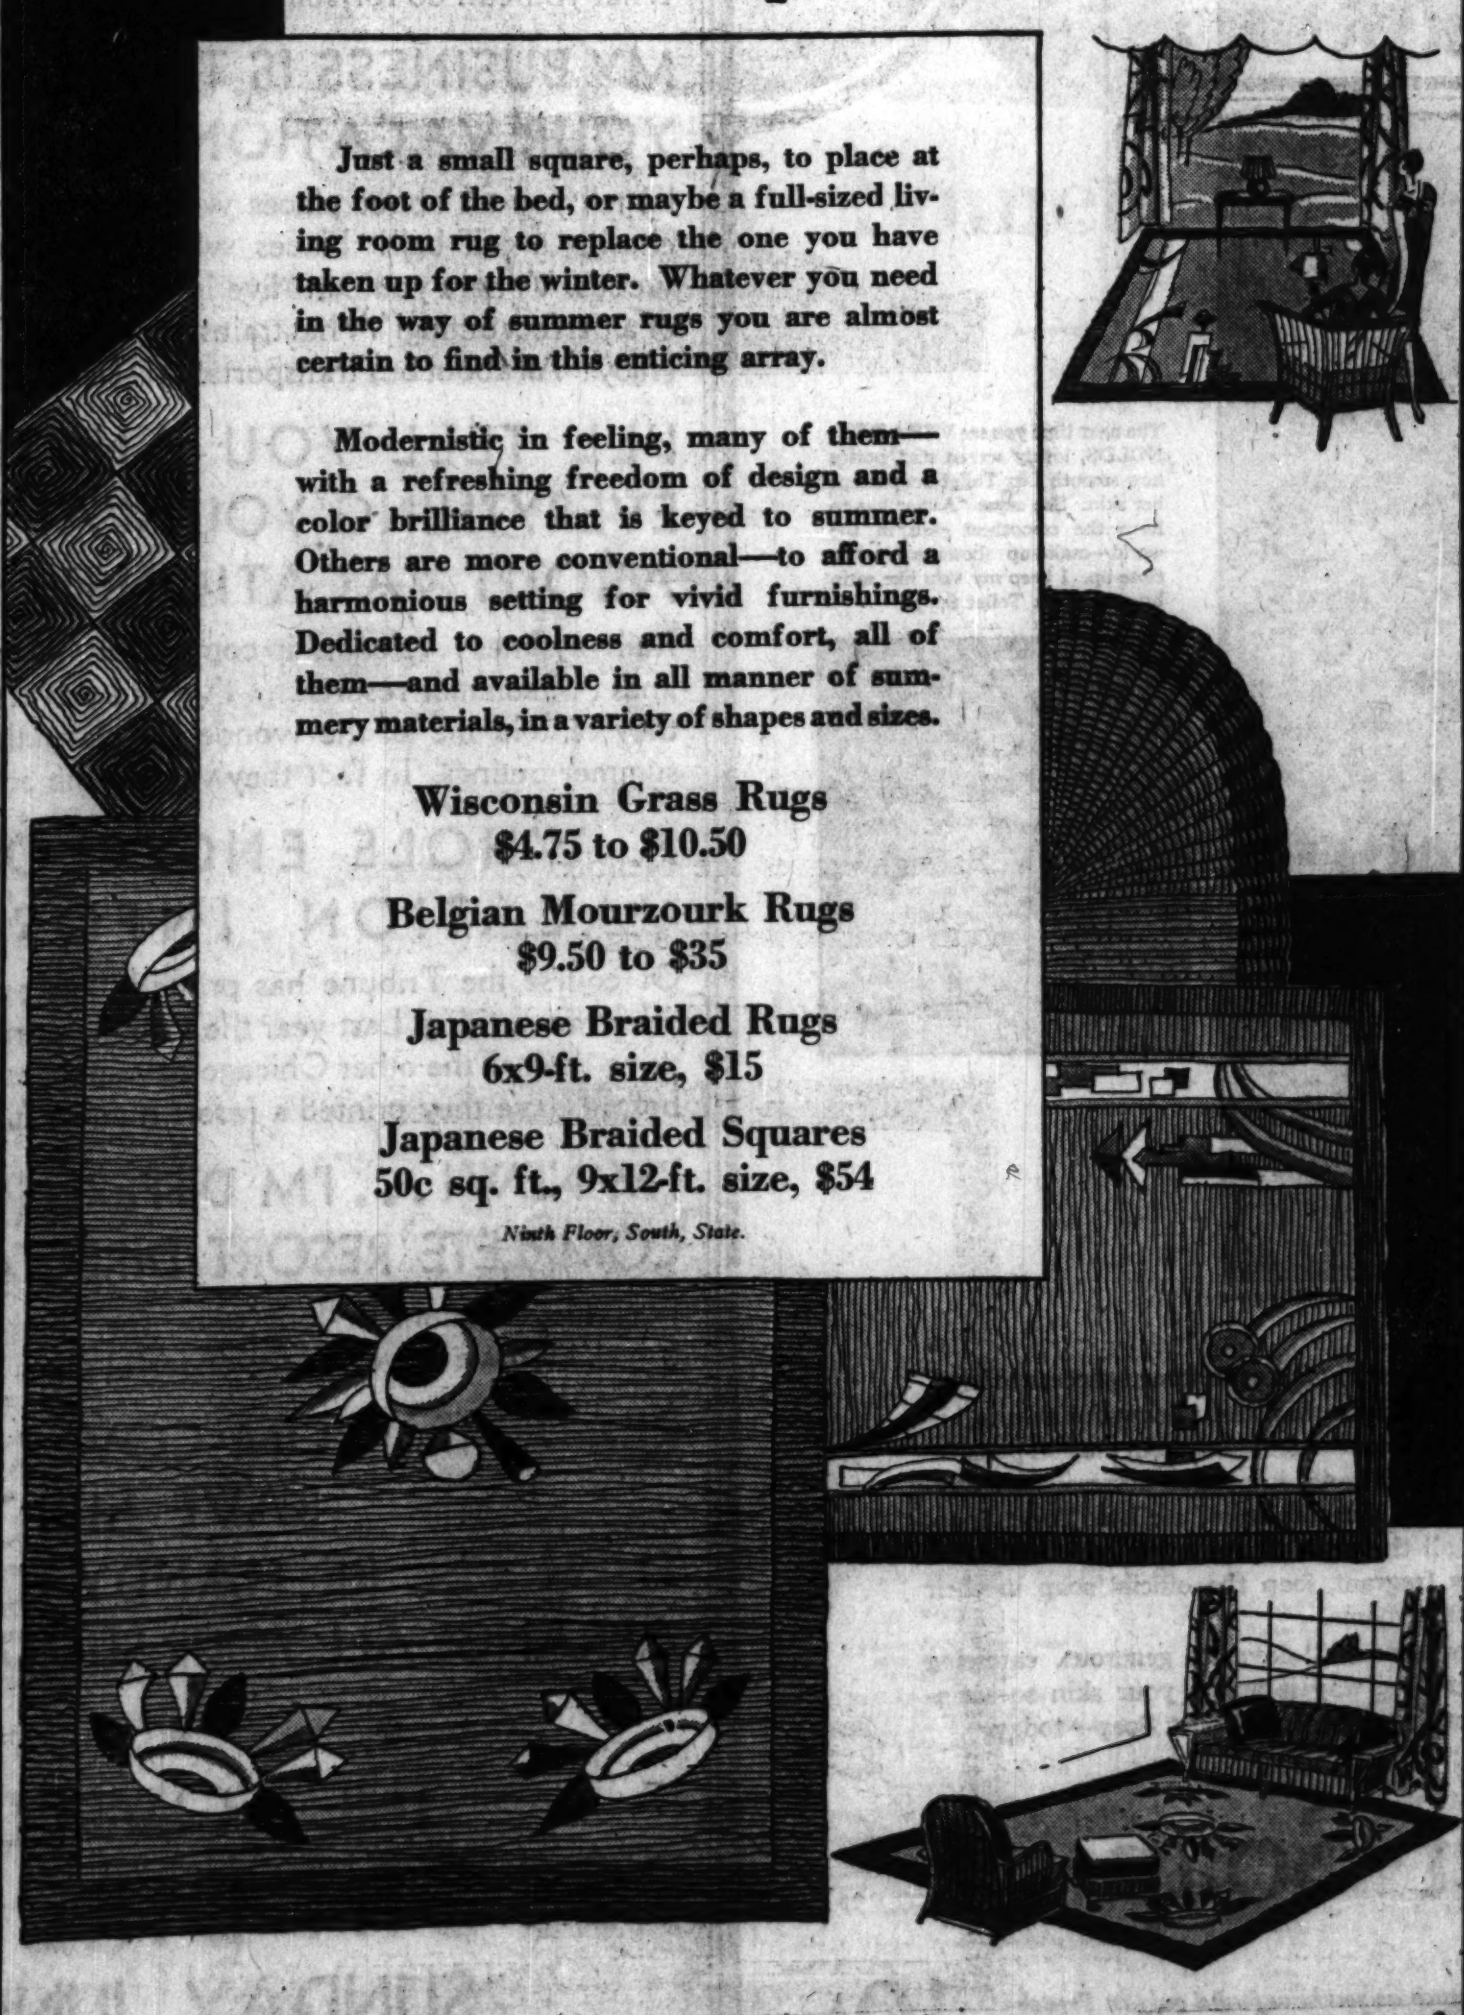 Just a small square, perhaps, to place at
the foot of the bed, or maybe a full-sized liv-
ing room rug to replace the one you have
taken up for the winter. Whatever you need
in the way of summer rugs you are almost
certain to find in this enticing array.
Modernistic in feeling, many of them—
with a refreshing freedom of design and a
color brilliance that is keyed to summer.
Others are more conventional—to afford a
harmonious setting for vivid furnishings.
Dedicated to coolness and comfort, all of
them—and available in all manner of sum-
mery materials, in a variety of shapes and sizes.
Wisconsin Grass Rugs
$4.75 to $10.50
Belgian Mourzourk Rugs
$9.50 to $35
Japanese Braided Rugs
6x9-ft. size, $15
Japanese Braided Squares
50c sq. ft., 9x12-ft. size, $54
Ninth Floor, South, State.